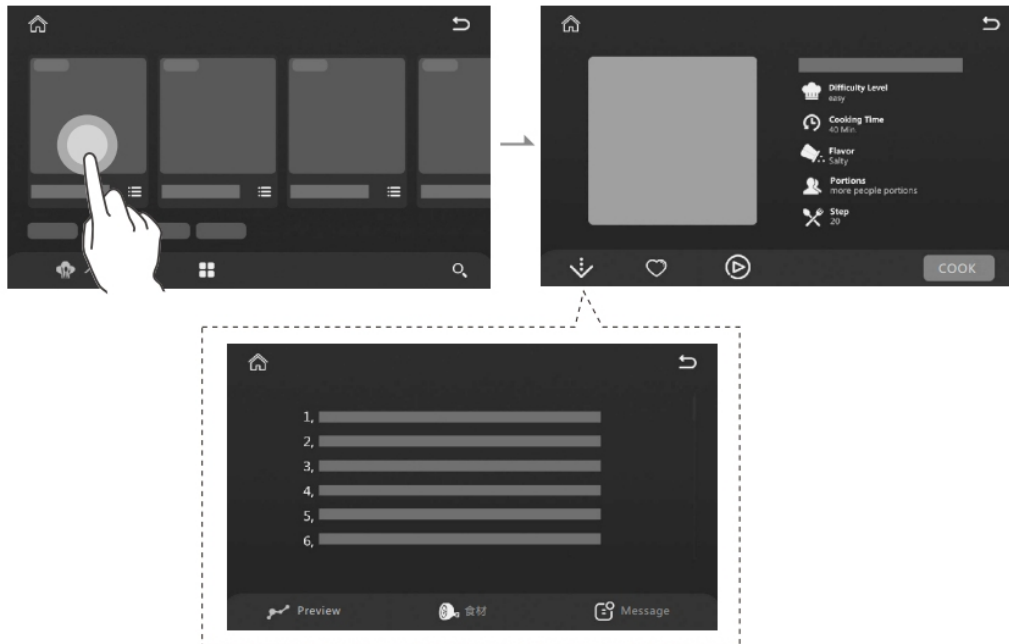 Difficulty Level
easy
Cooking Time
40 Min.
Flavor
Salty
Portions
more people portions
Step
20
COOK
1,
2,
3,
4,
5,
6,
Preview
食材
Message